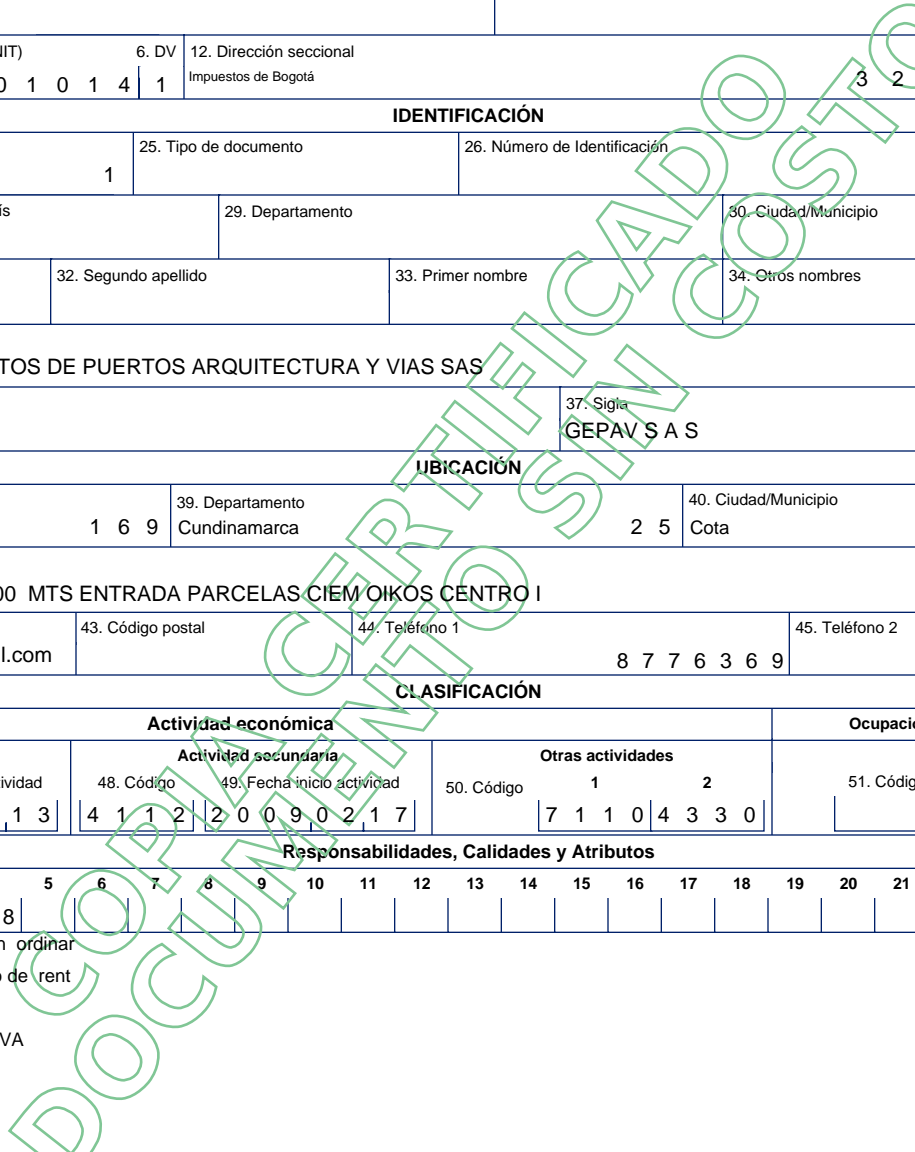 NIT) 6. DV 12. Dirección seccional
0 1 0 1 4 1 Impuestos de Bogotá 3 2
IDENTIFICACIÓN
25. Tipo de documento 26. Número de Identificación
1
ís 29. Departamento 30. Ciudad/Municipio
32. Segundo apellido 33. Primer nombre 34. Otros nombres
TOS DE PUERTOS ARQUITECTURA Y VIAS SAS
37. Sigla
GEPAV S A S
UBICACIÓN
39. Departamento 40. Ciudad/Municipio
1 6 9 Cundinamarca 2 5 Cota
00 MTS ENTRADA PARCELAS CIEM OIKOS CENTRO I
43. Código postal 44. Teléfono 1 45. Teléfono 2
l.com 8 7 7 6 3 6 9
CLASIFICACIÓN
Actividad económica Ocupació
Actividad secundaria Otras actividades
ividad 48. Código 49. Fecha inicio actividad 50. Código 1 2 51. Códig
1 3 4 1 1 2 2 0 0 9 0 2 1 7 7 1 1 0 4 3 3 0
Responsabilidades, Calidades y Atributos
5 6 7 8 9 10 11 12 13 14 15 16 17 18 19 20 21
8
n ordinar
o de rent
VA
COPIA CERTIFICADO
DOCUMENTO SIN COSTO